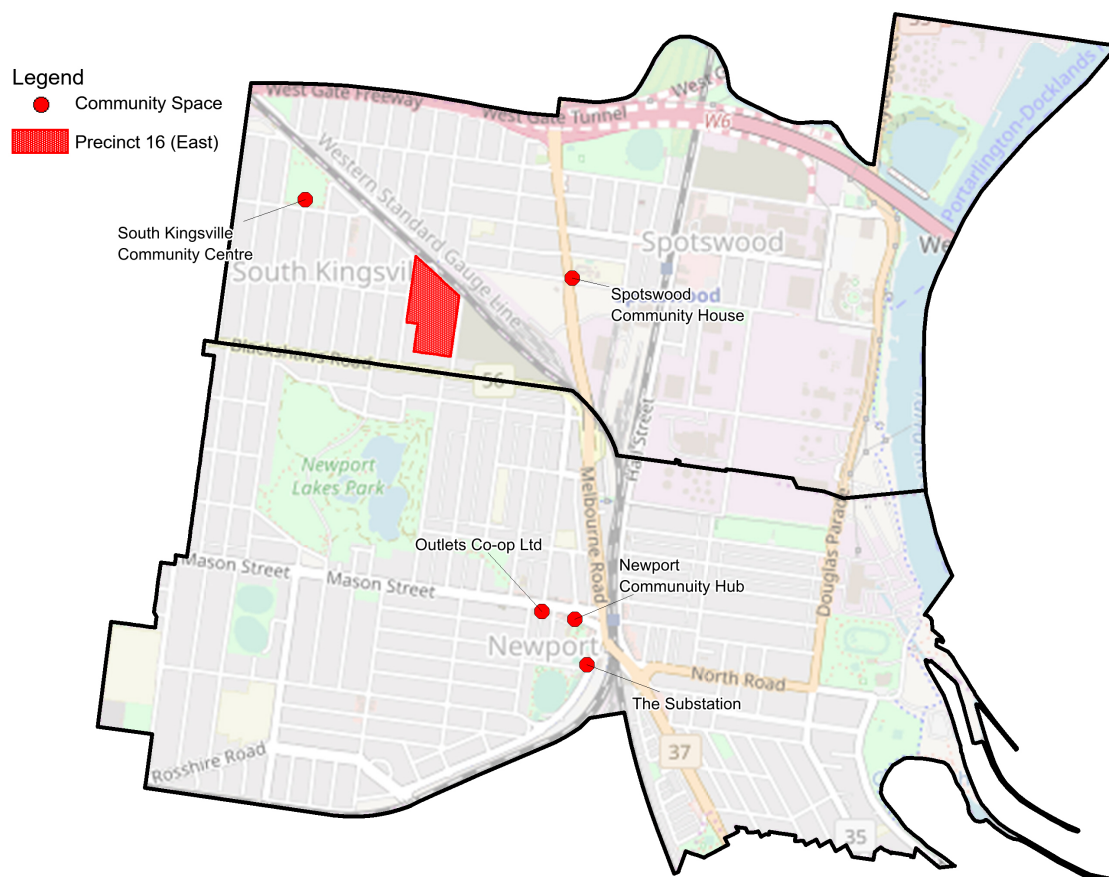 Legend
Community Space
Precinct 16 (East)
West Gate Freeway
West Gate Tunnel
W6
Western Standard Gauge Line
Portarlington-Docklands
South Kingsville
Community Centre
South Kingsvil
Spotswood
Spotswood
Community House
Blackshaws Road
56
Hall Street
Newport
Lakes Park
Melbourne Road
Douglas Parade
Outlets Co-op Ltd
Newport
Communuity Hub
Mason Street
Mason Street
Newport
North Road
The Substation
Rosshire Road
37
35